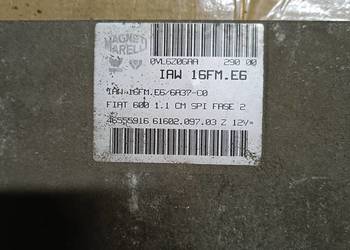 MAGNETI
MARELLI
0VL6206AA 290 00
IAW 16FM.E6
IAW 16FM.E6/6A37-C0
FIAT 600 1.1 CM SPI FASE 2
46555916 61602.097.03 Z 12V=